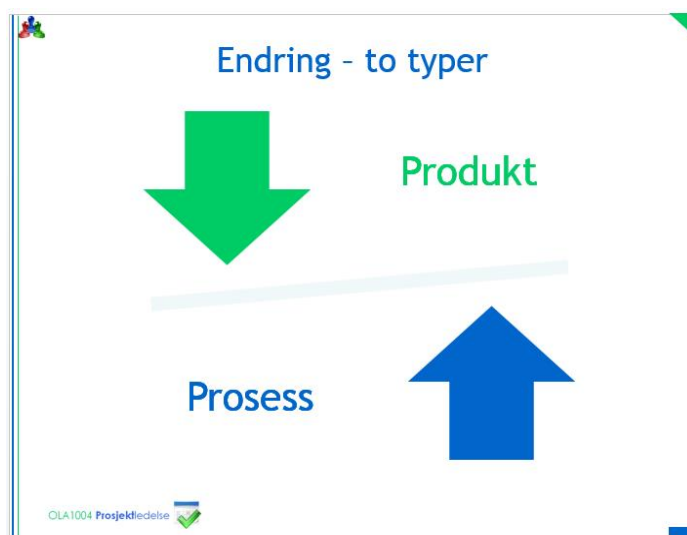 Endring – to typer
Produkt
Prosess
OLA1004 Prosjektledelse